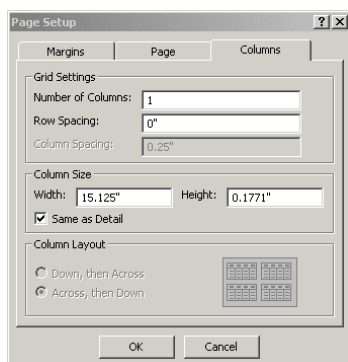 Page Setup
Margins Page Columns
Grid Settings
Number of Columns: 1
Row Spacing: 0"
Column Spacing: 0.25"
Column Size
Width: 15.125" Height: 0.1771"
Same as Detail
Column Layout
Down, then Across
Across, then Down
OK Cancel